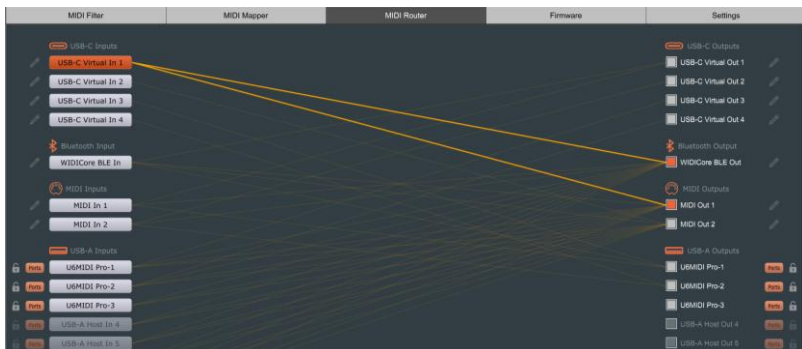 MIDI Filter
MIDI Mapper
MIDI Router
Firmware
Settings
USB-C Inputs
USB-C Outputs
USB-C Virtual In 1
USB-C Virtual Out 1
USB-C Virtual In 2
USB-C Virtual Out 2
USB-C Virtual In 3
USB-C Virtual Out 3
USB-C Virtual In 4
USB-C Virtual Out 4
Bluetooth Input
Bluetooth Output
WIDICore BLE In
WIDICore BLE Out
MIDI Inputs
MIDI Outputs
MIDI In 1
MIDI Out 1
MIDI In 2
MIDI Out 2
USB-A Inputs
USB-A Outputs
Ports U6MIDI Pro-1
U6MIDI Pro-1 Ports
Ports U6MIDI Pro-2
U6MIDI Pro-2 Ports
Ports U6MIDI Pro-3
U6MIDI Pro-3 Ports
Ports USB-A Host In 4
USB-A Host Out 4 Ports
Ports USB-A Host In 5
USB-A Host Out 5 Ports